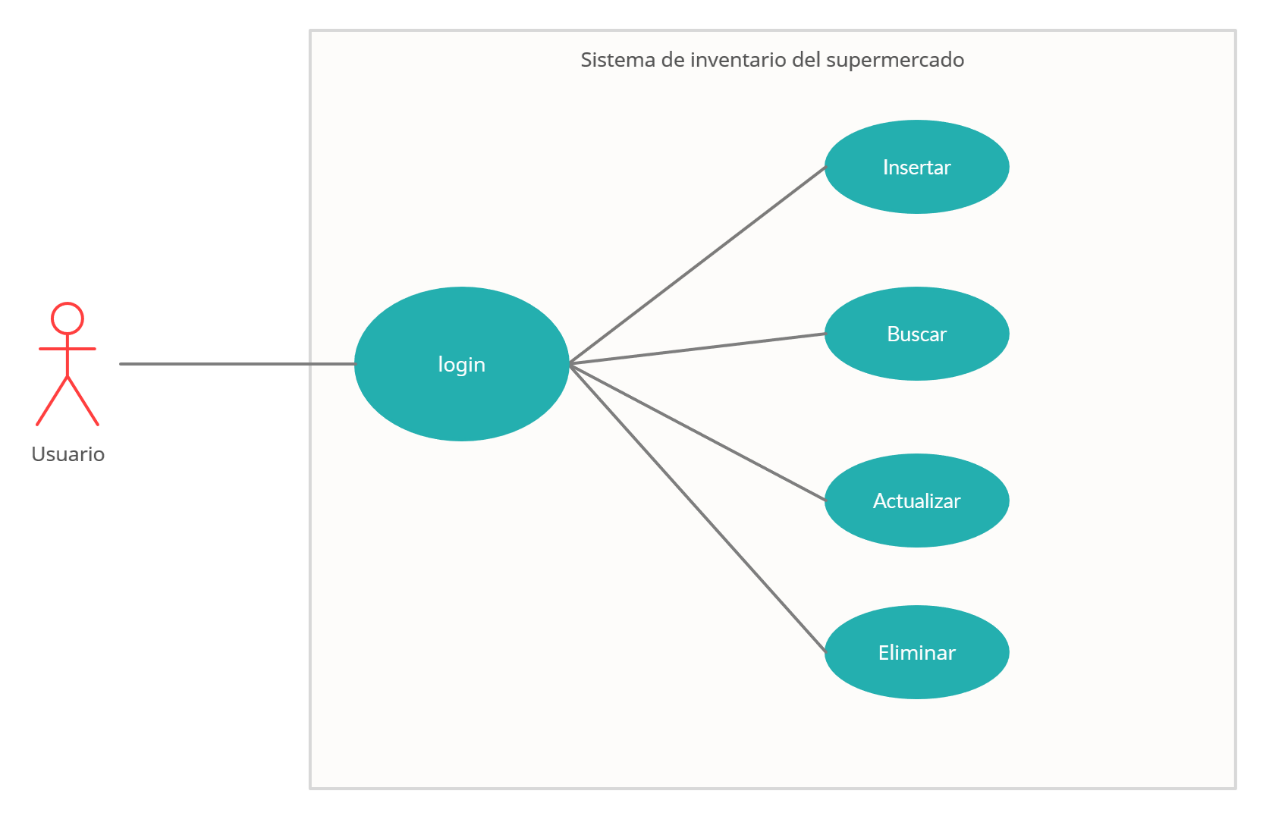 Sistema de inventario del supermercado
Insertar
Buscar
login
Usuario
Actualizar
Eliminar